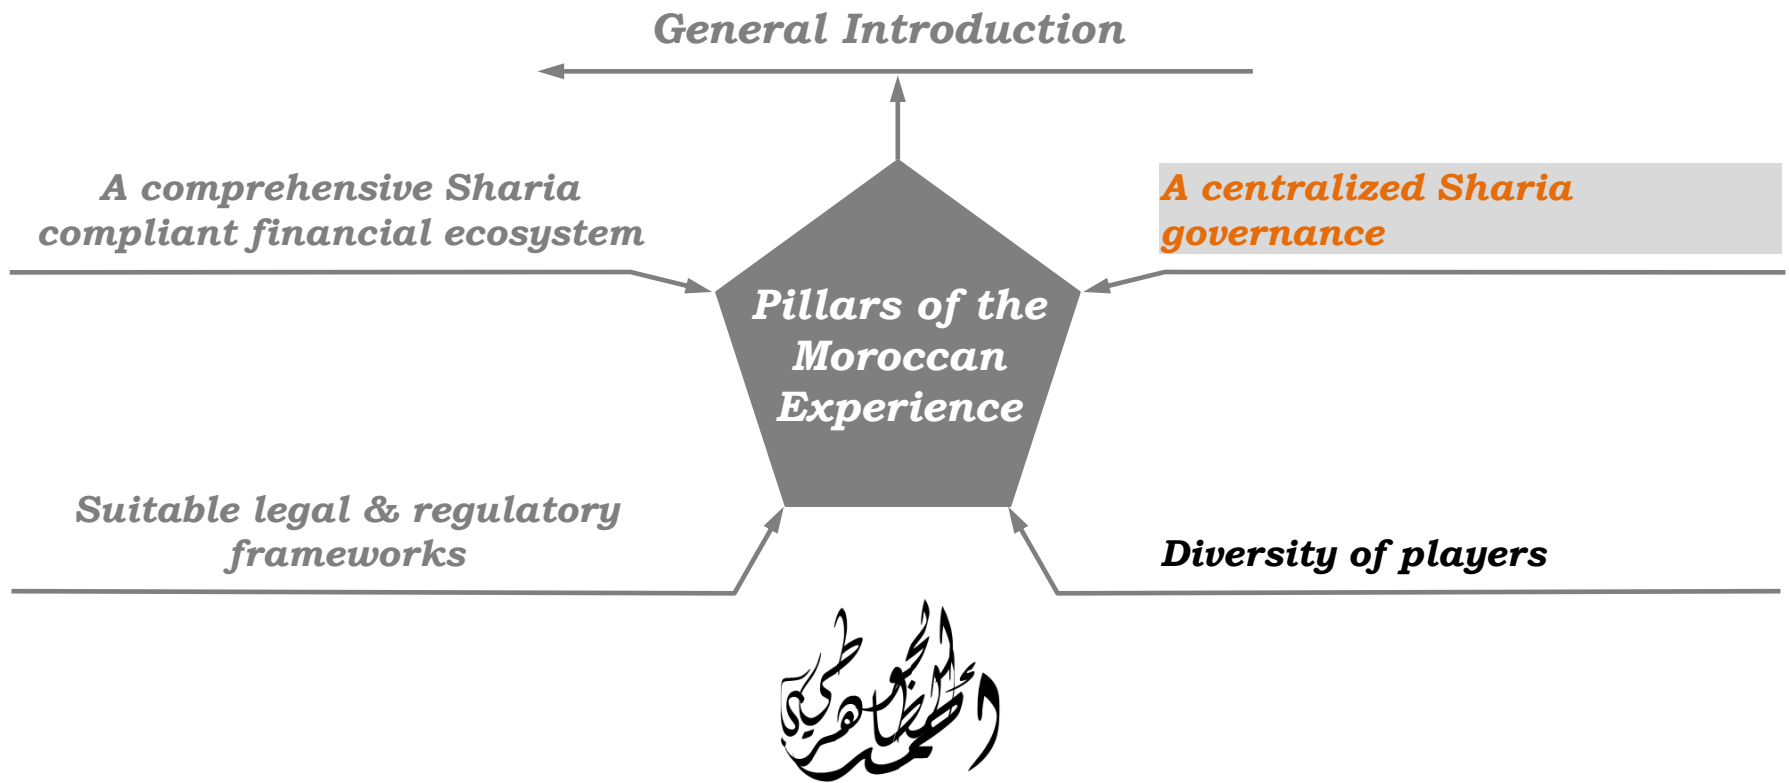 General Introduction
A comprehensive Sharia
compliant financial ecosystem
A centralized Sharia
governance
Pillars of the
Moroccan
Experience
Suitable legal & regulatory
frameworks
Diversity of players